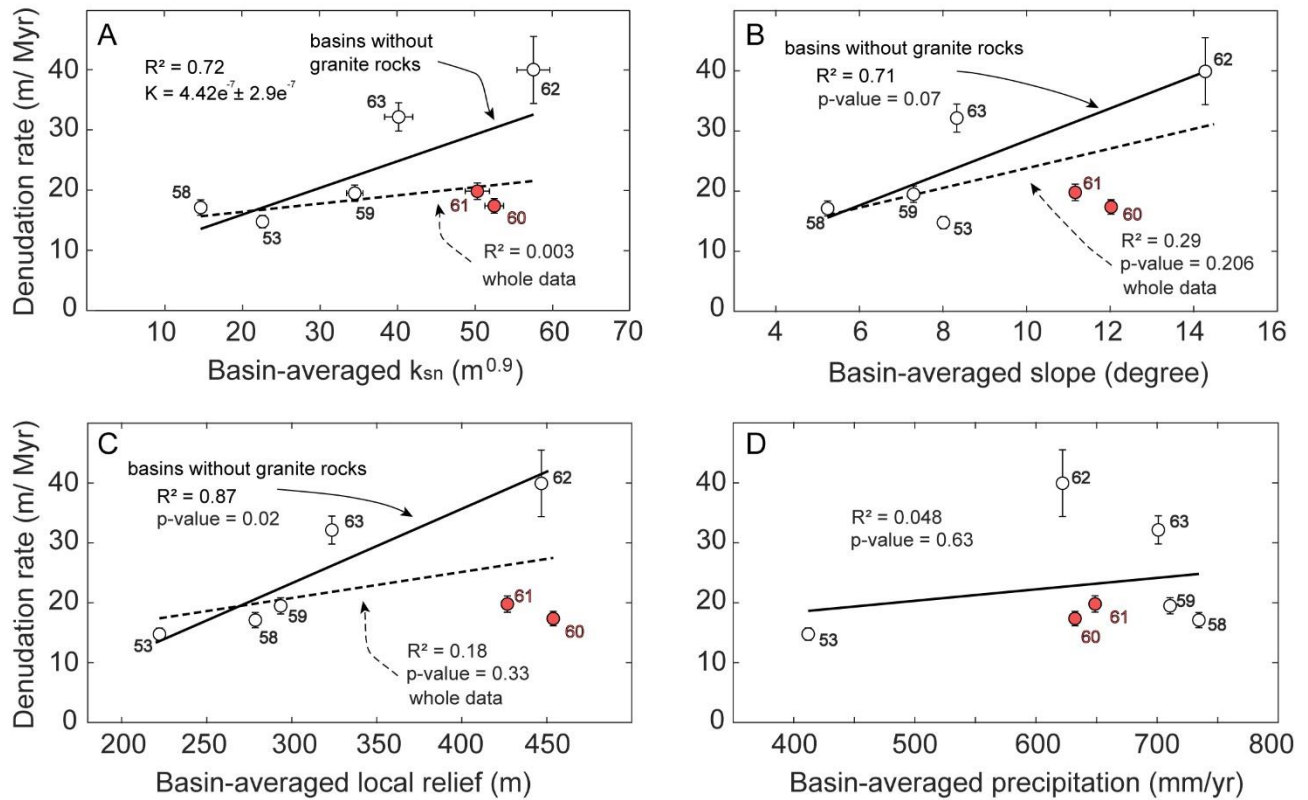 A
R² = 0.72
K = 4.42e⁻⁷ ± 2.9e⁻⁷
basins without
granite rocks
62
63
58
53
59
61
60
R² = 0.003
whole data
Denudation rate (m/ Myr)
40
30
20
10
0
10 20 30 40 50 60 70
Basin-averaged ksn (m^0.9)
B
basins without granite rocks
R² = 0.71
p-value = 0.07
62
63
61
60
58
59
53
R² = 0.29
p-value = 0.206
whole data
40
30
20
10
0
4 6 8 10 12 14 16
Basin-averaged slope (degree)
C
basins without granite rocks
R² = 0.87
p-value = 0.02
62
63
61
60
53
58
59
R² = 0.18
p-value = 0.33
whole data
Denudation rate (m/ Myr)
40
30
20
10
0
200 250 300 350 400 450
Basin-averaged local relief (m)
D
R² = 0.048
p-value = 0.63
62
63
53
60
61
59
58
40
30
20
10
0
400 500 600 700 800
Basin-averaged precipitation (mm/yr)